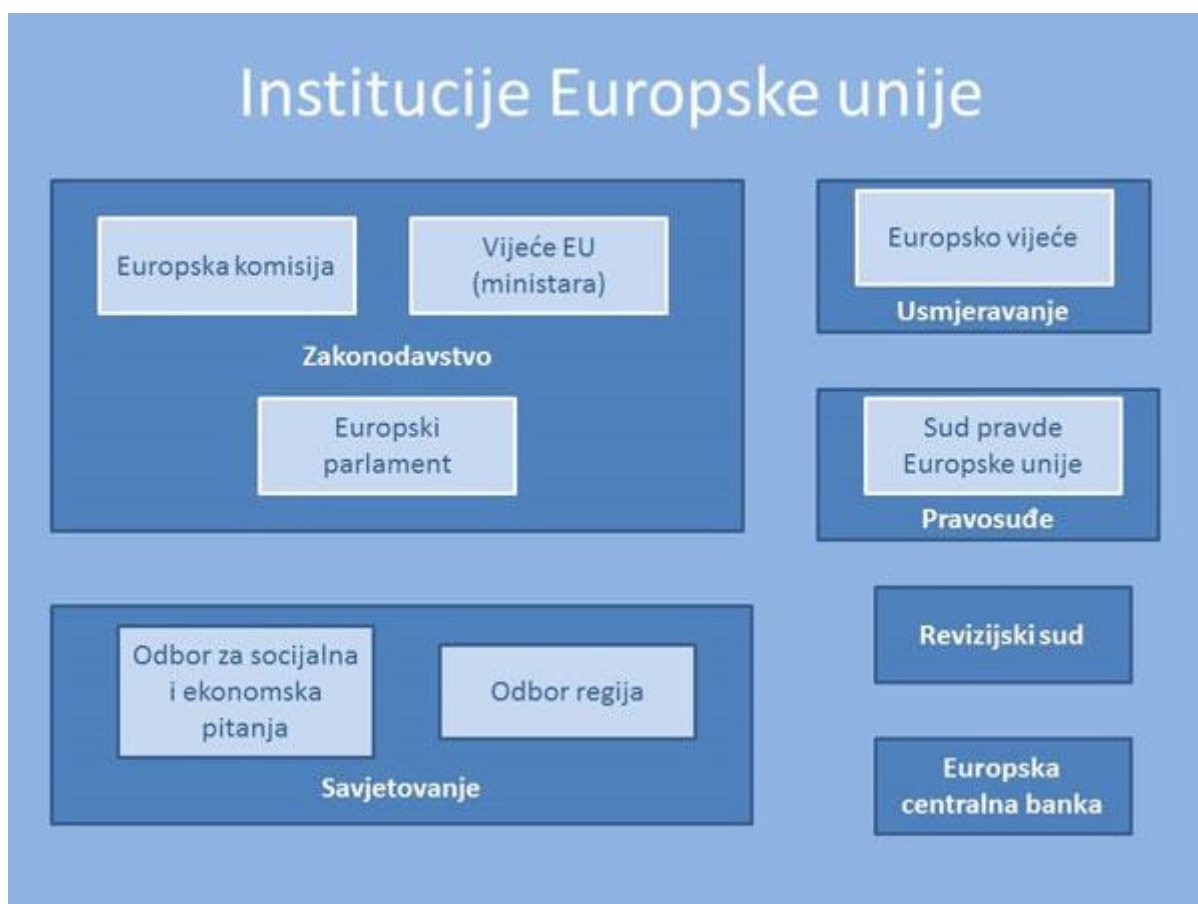 Institucije Europske unije
Europska komisija
Vijeće EU
(ministara)
Zakonodavstvo
Europski
parlament
Europsko vijeće
Usmjeravanje
Sud pravde
Europske unije
Pravosuđe
Odbor za socijalna
i ekonomska
pitanja
Odbor regija
Savjetovanje
Revizijski sud
Europska
centralna banka